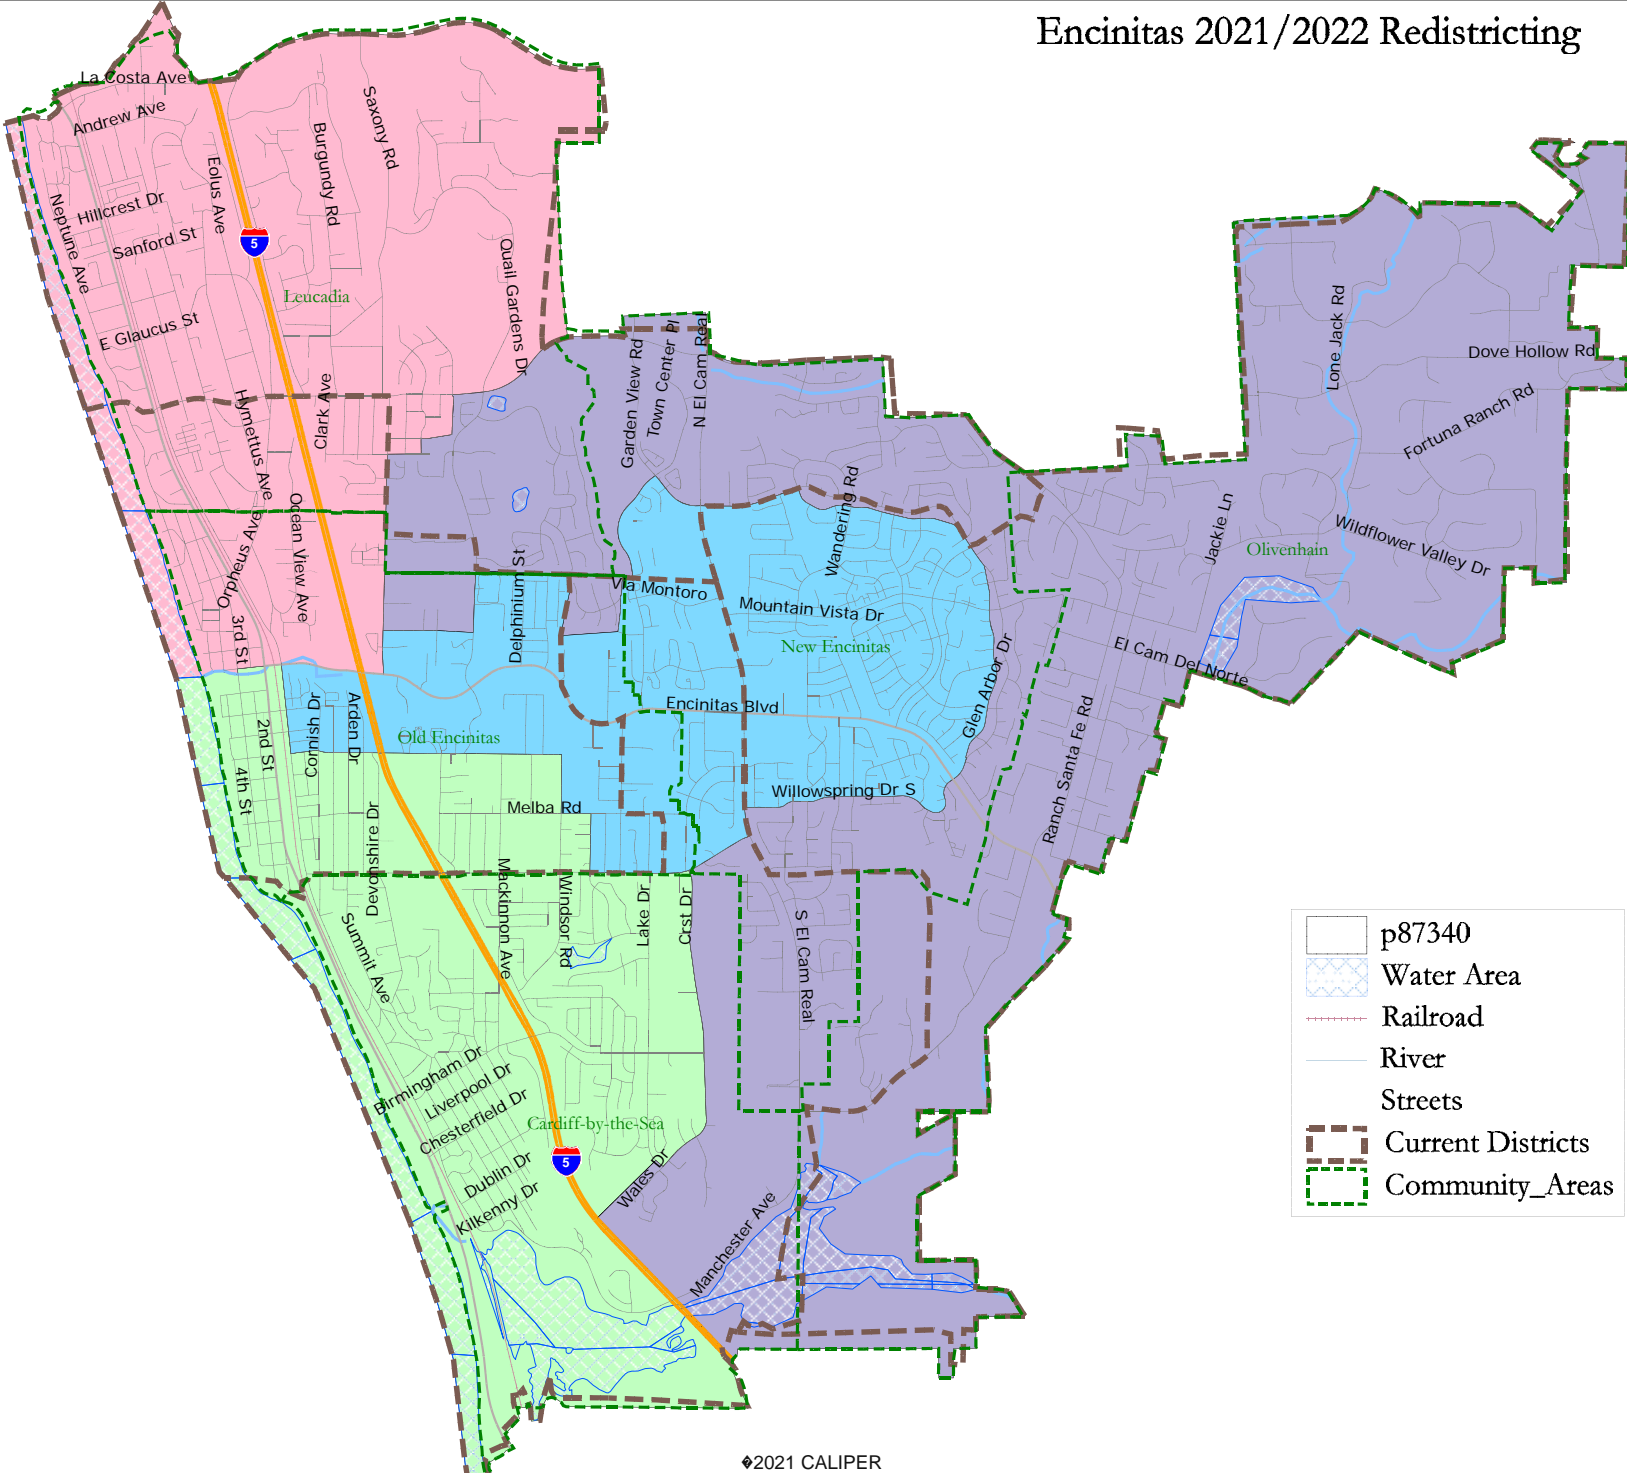 Encinitas 2021/2022 Redistricting
La Costa Ave
Andrew Ave
Saxony Rd
Burgundy Rd
Eolus Ave
Hillcrest Dr
Neptune Ave
Sanford St
5
Quail Gardens Dr
Leucadia
E Glaucus St
Garden View Rd
Town Center Pl
N El Cam Real
Lone Jack Rd
Dove Hollow Rd
Fortuna Ranch Rd
Hymettus Ave
Clark Ave
Wandering Rd
Jackie Ln
Wildflower Valley Dr
Olivenhain
Orpheus Ave
Ocean View Ave
Delphinium St
Via Montoro
Mountain Vista Dr
New Encinitas
3rd St
El Cam Del Norte
Glen Arbor Dr
Encinitas Blvd
2nd St
Cornish Dr
Arden Dr
Old Encinitas
Ranch Santa Fe Rd
4th St
Willowspring Dr S
Melba Rd
Devonshire Dr
Mackinnon Ave
Windsor Rd
Lake Dr
Crst Dr
S El Cam Real
Summit Ave
p87340
Water Area
Railroad
River
Streets
Current Districts
Community_Areas
Birmingham Dr
Liverpool Dr
Chesterfield Dr
Cardiff-by-the-Sea
Dublin Dr
5
Wales Dr
Kilkenny Dr
Manchester Ave
�2021 CALIPER